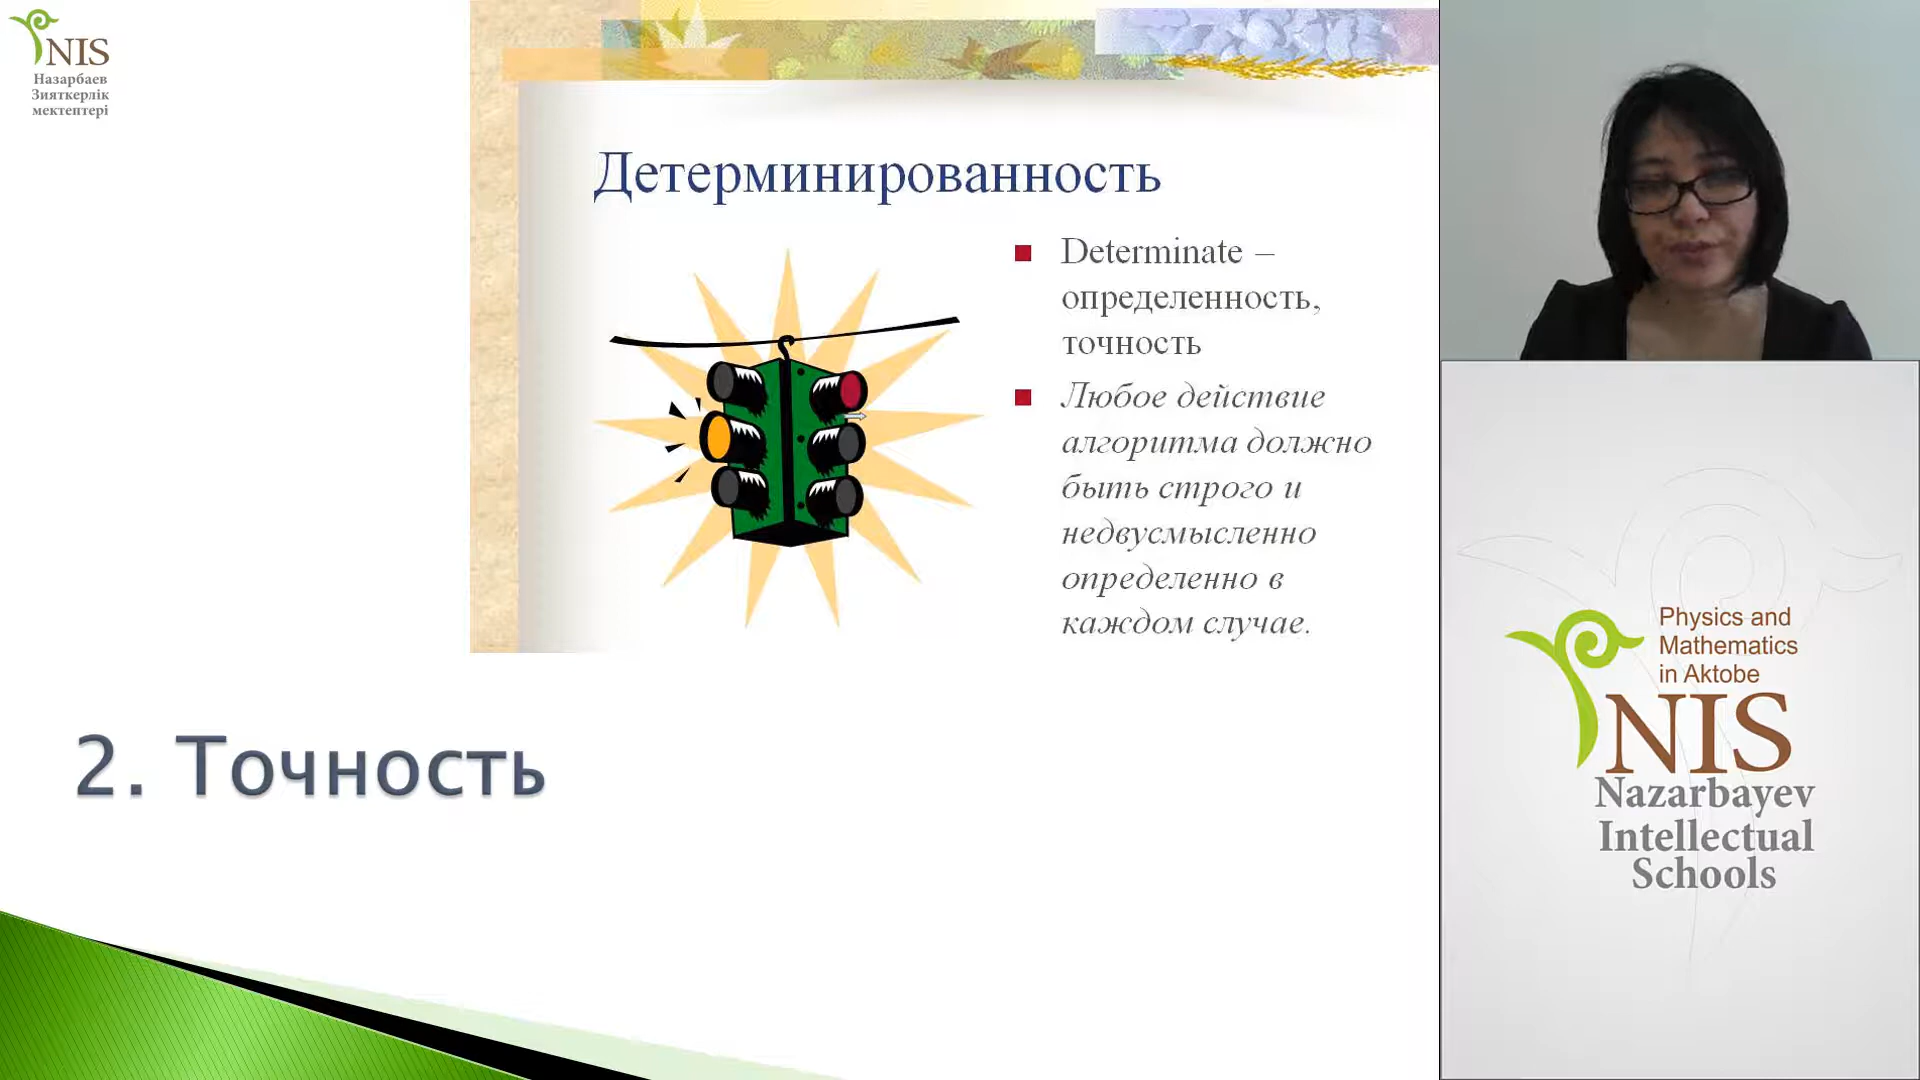 NIS
Назарбаев
Зияткерлік
мектептері
Детерминированность
Determinate –
определенность,
точность
Любое действие
алгоритма должно
быть строго и
недвусмысленно
определенно в
каждом случае.
2. Точность
Physics and
Mathematics
in Aktobe
NIS
Nazarbayev
Intellectual
Schools